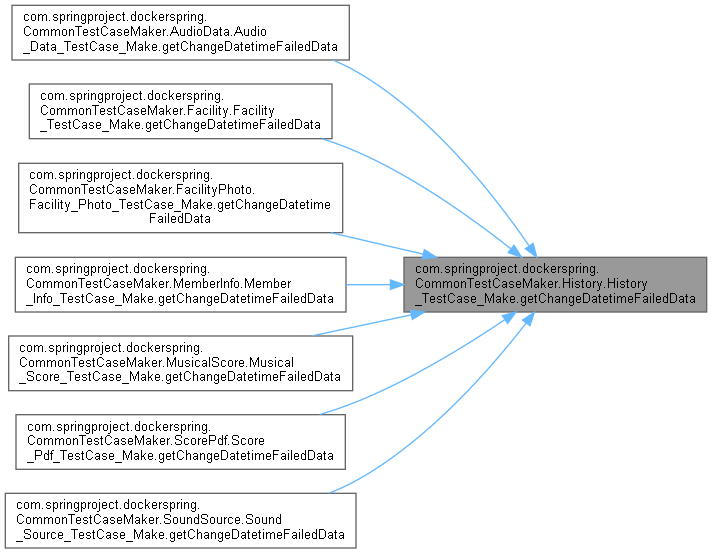 com.springproject.dockerspring.
CommonTestCaseMaker.AudioData.Audio
_Data_TestCase_Make.getChangeDatetimeFailedData
com.springproject.dockerspring.
CommonTestCaseMaker.Facility.Facility
_TestCase_Make.getChangeDatetimeFailedData
com.springproject.dockerspring.
CommonTestCaseMaker.FacilityPhoto.
Facility_Photo_TestCase_Make.getChangeDatetime
FailedData
com.springproject.dockerspring.
CommonTestCaseMaker.MemberInfo.Member
_Info_TestCase_Make.getChangeDatetimeFailedData
com.springproject.dockerspring.
CommonTestCaseMaker.History.History
_TestCase_Make.getChangeDatetimeFailedData
com.springproject.dockerspring.
CommonTestCaseMaker.MusicalScore.Musical
_Score_TestCase_Make.getChangeDatetimeFailedData
com.springproject.dockerspring.
CommonTestCaseMaker.ScorePdf.Score
_Pdf_TestCase_Make.getChangeDatetimeFailedData
com.springproject.dockerspring.
CommonTestCaseMaker.SoundSource.Sound
_Source_TestCase_Make.getChangeDatetimeFailedData